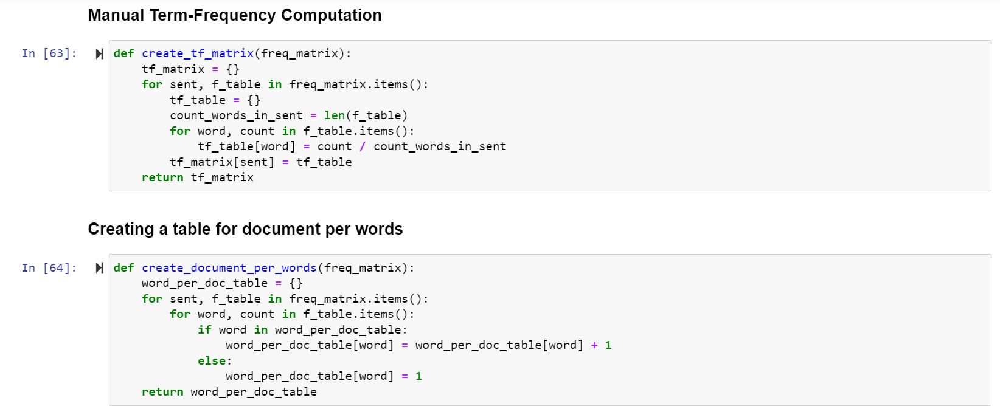 Manual Term-Frequency Computation
In [63]: def create_tf_matrix(freq_matrix):
    tf_matrix = {}
    for sent, f_table in freq_matrix.items():
        tf_table = {}
        count_words_in_sent = len(f_table)
        for word, count in f_table.items():
            tf_table[word] = count / count_words_in_sent
        tf_matrix[sent] = tf_table
    return tf_matrix
Creating a table for document per words
In [64]: def create_document_per_words(freq_matrix):
    word_per_doc_table = {}
    for sent, f_table in freq_matrix.items():
        for word, count in f_table.items():
            if word in word_per_doc_table:
                word_per_doc_table[word] = word_per_doc_table[word] + 1
            else:
                word_per_doc_table[word] = 1
    return word_per_doc_table